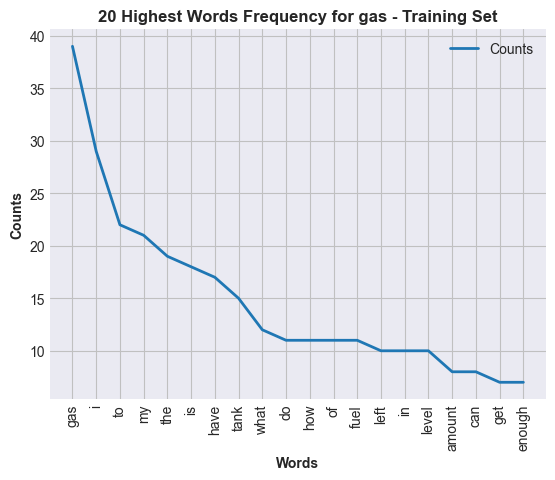 20 Highest Words Frequency for gas - Training Set
Counts
Counts
40
35
30
25
20
15
10
gas
i
to
my
the
is
have
tank
what
do
how
of
fuel
left
in
level
amount
can
get
enough
Words